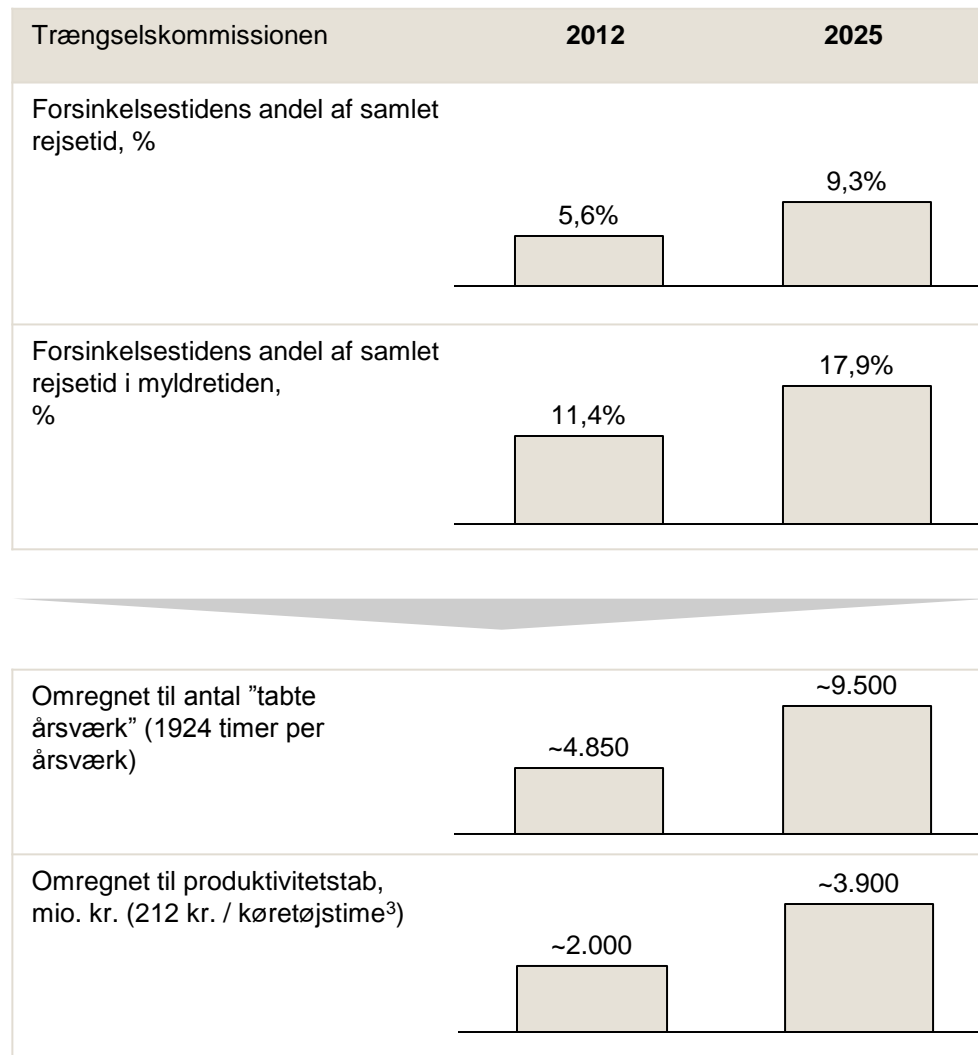 Trængselskommissionen 2012 2025
Forsinkelsestidens andel af samlet
rejsetid, %
5,6%
9,3%
Forsinkelsestidens andel af samlet
rejsetid i myldretiden,
%
11,4%
17,9%
Omregnet til antal ”tabte
årsværk” (1924 timer per
årsværk)
~4.850
~9.500
Omregnet til produktivitetstab,
mio. kr. (212 kr. / køretøjstime³)
~2.000
~3.900